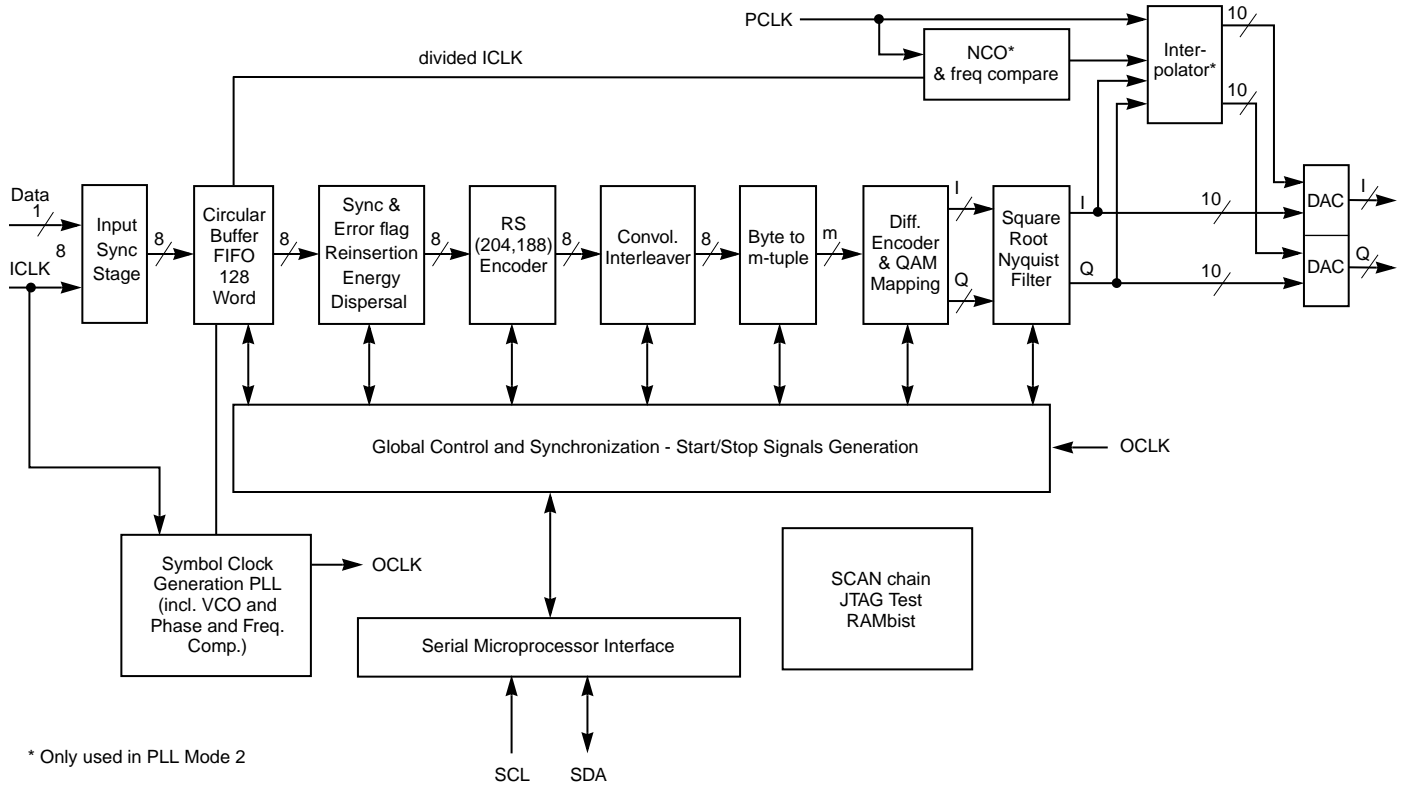 PCLK
10
Inter-
polator*
NCO*
& freq compare
divided ICLK
10
Data
1
8
ICLK
Input
Sync
Stage
8
Circular
Buffer
FIFO
128
Word
8
Sync &
Error flag
Reinsertion
Energy
Dispersal
8
RS
(204,188)
Encoder
8
Convol.
Interleaver
8
Byte to
m-tuple
m
Diff.
Encoder
& QAM
Mapping
I
Q
Square
Root
Nyquist
Filter
I
Q
10
10
DAC
DAC
I
Q
Global Control and Synchronization - Start/Stop Signals Generation
OCLK
Symbol Clock
Generation PLL
(incl. VCO and
Phase and Freq.
Comp.)
OCLK
Serial Microprocessor Interface
SCAN chain
JTAG Test
RAMbist
SCL
SDA
* Only used in PLL Mode 2